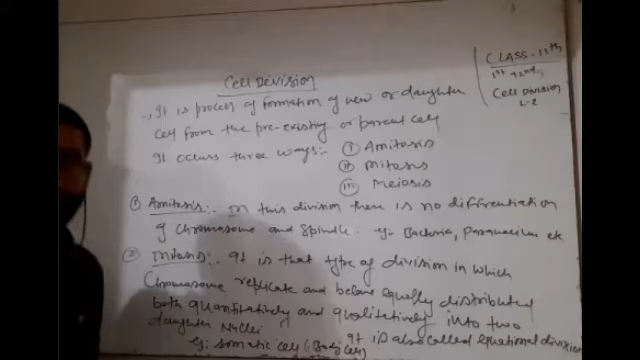 CLASS-11th
1st 2nd,
Cell Division
L-2
Cell Division
It is process of formation of new or daughter
cell from the pre-existing or parent cell
It occurs three ways:- (I) Amitosis
(II) Mitosis
(III) Meiosis
① Amitosis:- In this division there is no differentiation
of chromosome and spindle. eg- Bacteria, Paramecium etc
② Mitosis:- It is that type of division in which
Chromosome replicate and become equally distributed
both quantitatively and qualitatively into two
daughter Nuclei
eg: somatic cell (Body cell) It is also called equational division